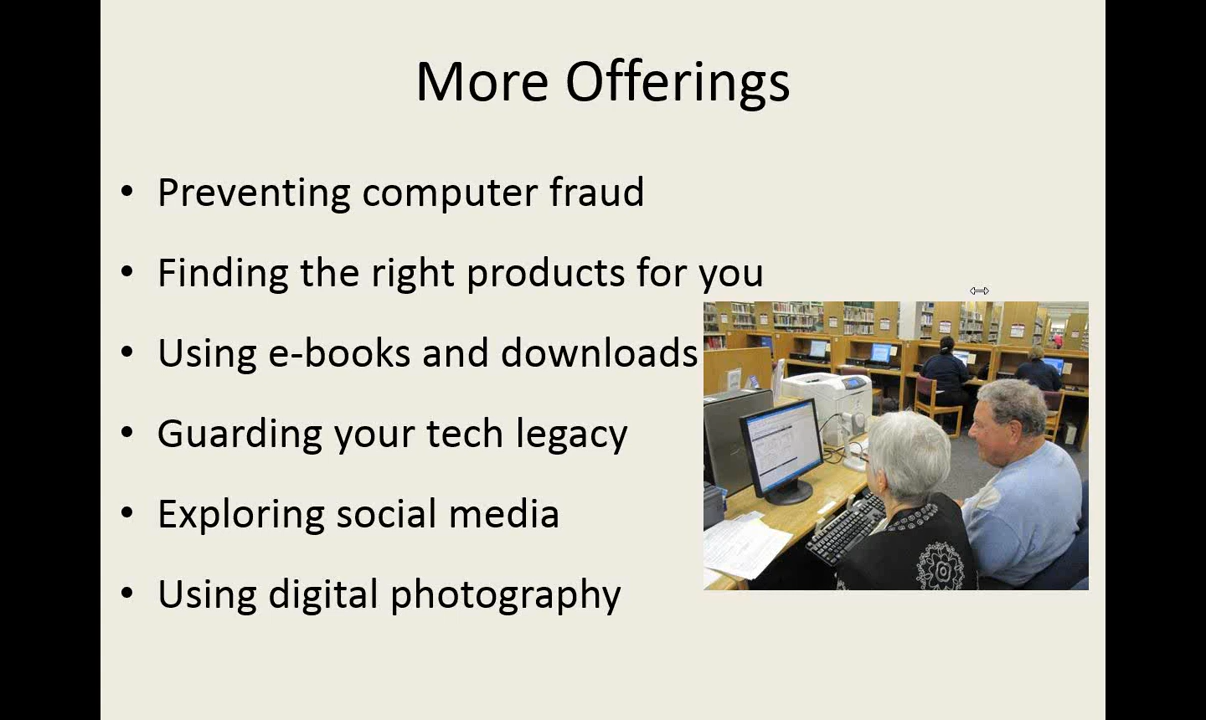 More Offerings
• Preventing computer fraud
• Finding the right products for you
• Using e-books and downloads
• Guarding your tech legacy
• Exploring social media
• Using digital photography